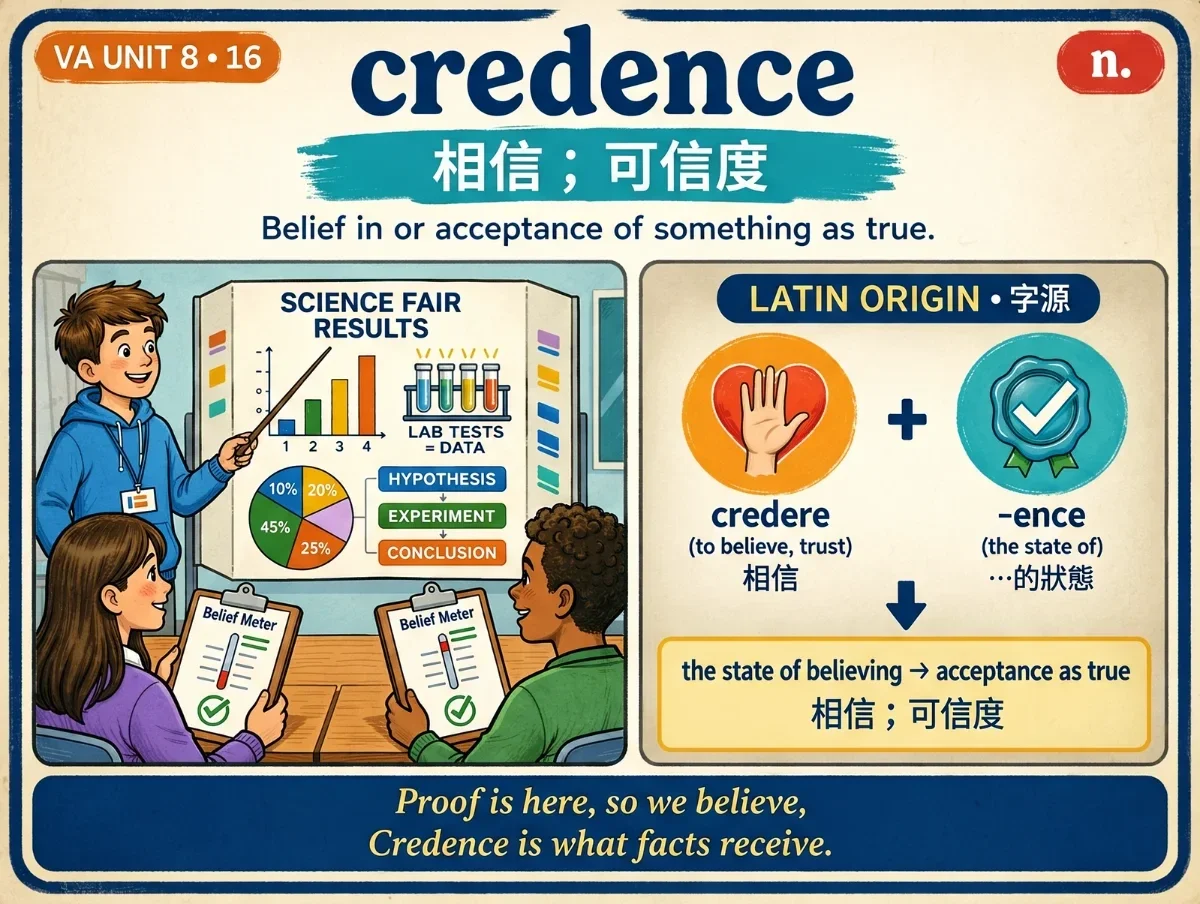 VA UNIT 8 • 16
n.
credence
相信；可信度
Belief in or acceptance of something as true.
SCIENCE FAIR
RESULTS
1 2 3 4
LAB TESTS
= DATA
10%
20%
45%
25%
HYPOTHESIS
EXPERIMENT
CONCLUSION
Belief Meter
Belief Meter
LATIN ORIGIN • 字源
+
credere
(to believe, trust)
相信
-ence
(the state of)
…的狀態
the state of believing → acceptance as true
相信；可信度
Proof is here, so we believe,
Credence is what facts receive.